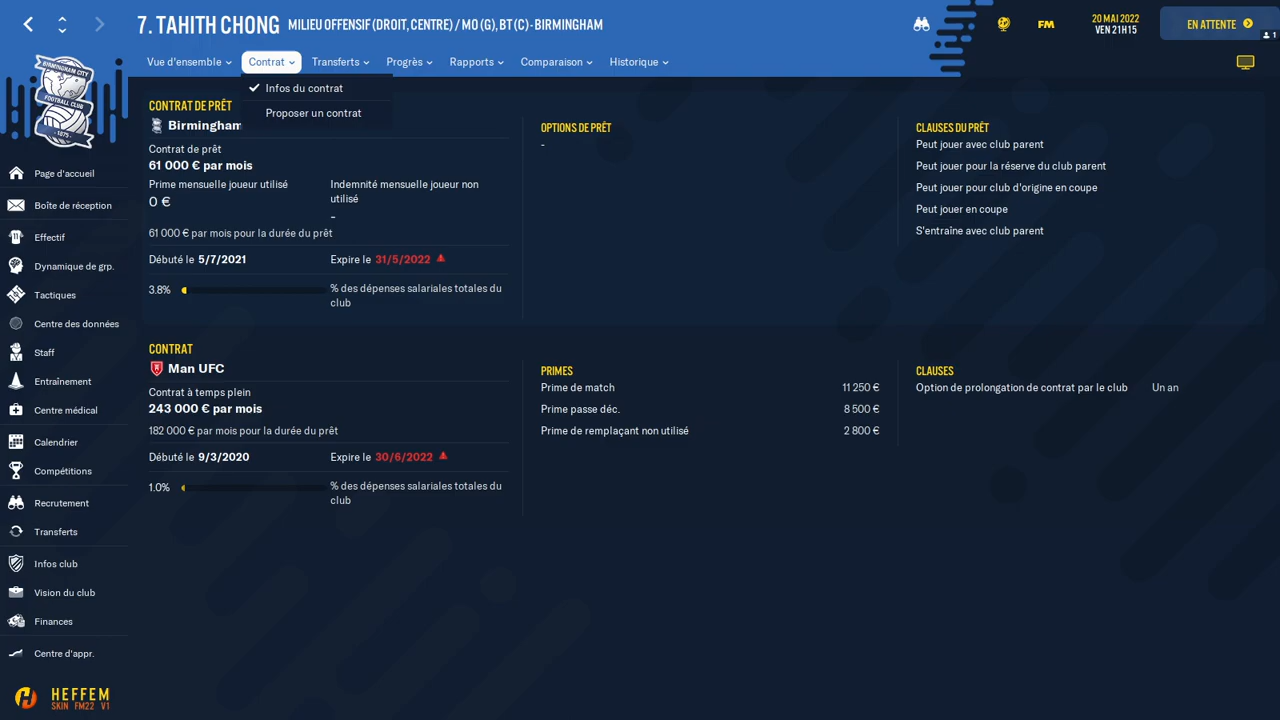 7. TAHITH CHONG MILIEU OFFENSIF (DROIT, CENTRE) / MO (G), BT (C) - BIRMINGHAM
FM
20 MAI 2022
VEN 21H15
EN ATTENTE
1
Vue d'ensemble Contrat Transferts Progrès Rapports Comparaison Historique
Infos du contrat
Proposer un contrat
BIRMINGHAM CITY
FOOTBALL CLUB
1875
Page d'accueil
Boîte de réception
Effectif
Dynamique de grp.
Tactiques
Centre des données
Staff
Entraînement
Centre médical
Calendrier
Compétitions
Recrutement
Transferts
Infos club
Vision du club
Finances
Centre d'appr.
HEFFEM
SKIN FM22 V1
CONTRAT DE PRÊT
Birmingham
Contrat de prêt
61 000 € par mois
Prime mensuelle joueur utilisé
0 €
Indemnité mensuelle joueur non utilisé
-
61 000 € par mois pour la durée du prêt
Débuté le 5/7/2021 Expire le 31/5/2022
3.8% % des dépenses salariales totales du club
OPTIONS DE PRÊT
-
CLAUSES DU PRÊT
Peut jouer avec club parent
Peut jouer pour la réserve du club parent
Peut jouer pour club d'origine en coupe
Peut jouer en coupe
S'entraîne avec club parent
CONTRAT
Man UFC
Contrat à temps plein
243 000 € par mois
182 000 € par mois pour la durée du prêt
Débuté le 9/3/2020 Expire le 30/6/2022
1.0% % des dépenses salariales totales du club
PRIMES
Prime de match 11 250 €
Prime passe déc. 8 500 €
Prime de remplaçant non utilisé 2 800 €
CLAUSES
Option de prolongation de contrat par le club Un an